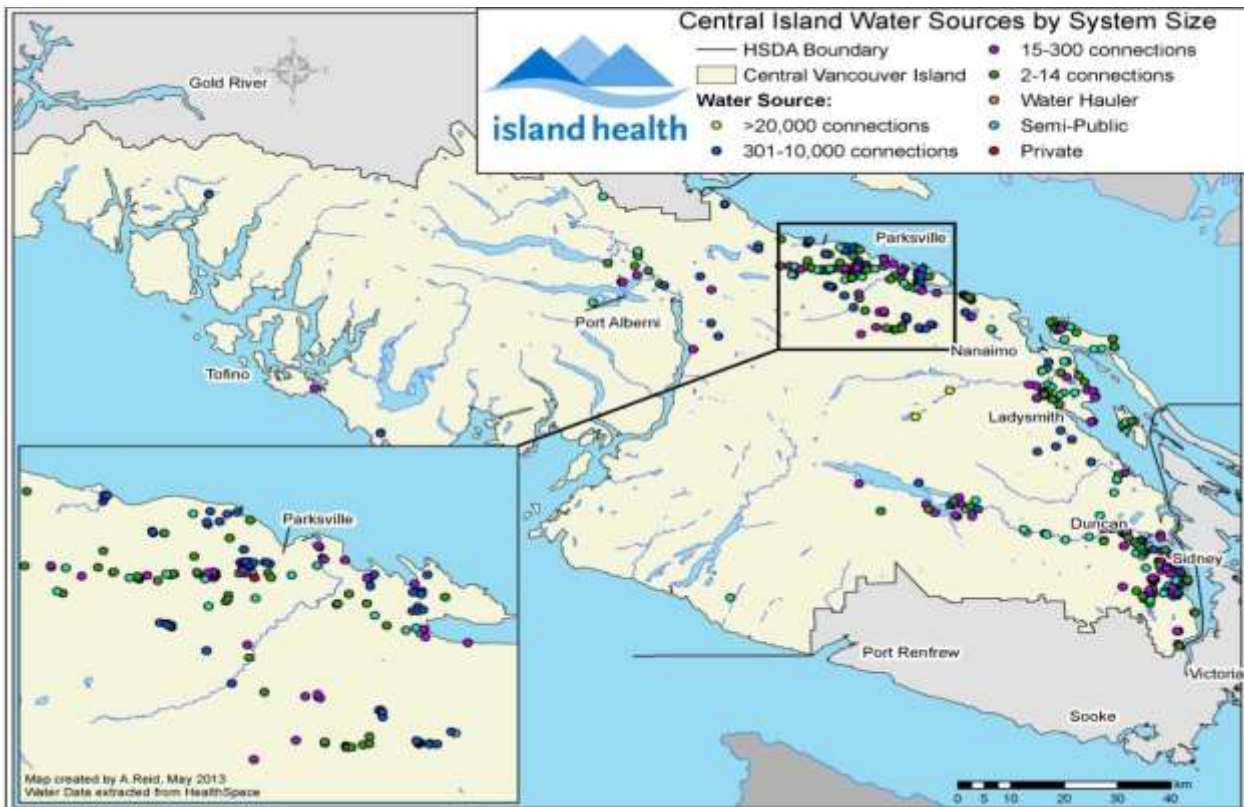 Central Island Water Sources by System Size
island health
HSDA Boundary
Central Vancouver Island
Water Source:
>20,000 connections
301-10,000 connections
15-300 connections
2-14 connections
Water Hauler
Semi-Public
Private
Gold River
Parksville
Port Alberni
Nanaimo
Tofino
Ladysmith
Parksville
Duncan
Sidney
Port Renfrew
Victoria
Sooke
Map created by A.Reid, May 2013
Water Data extracted from HealthSpace
km
0 5 10 20 30 40